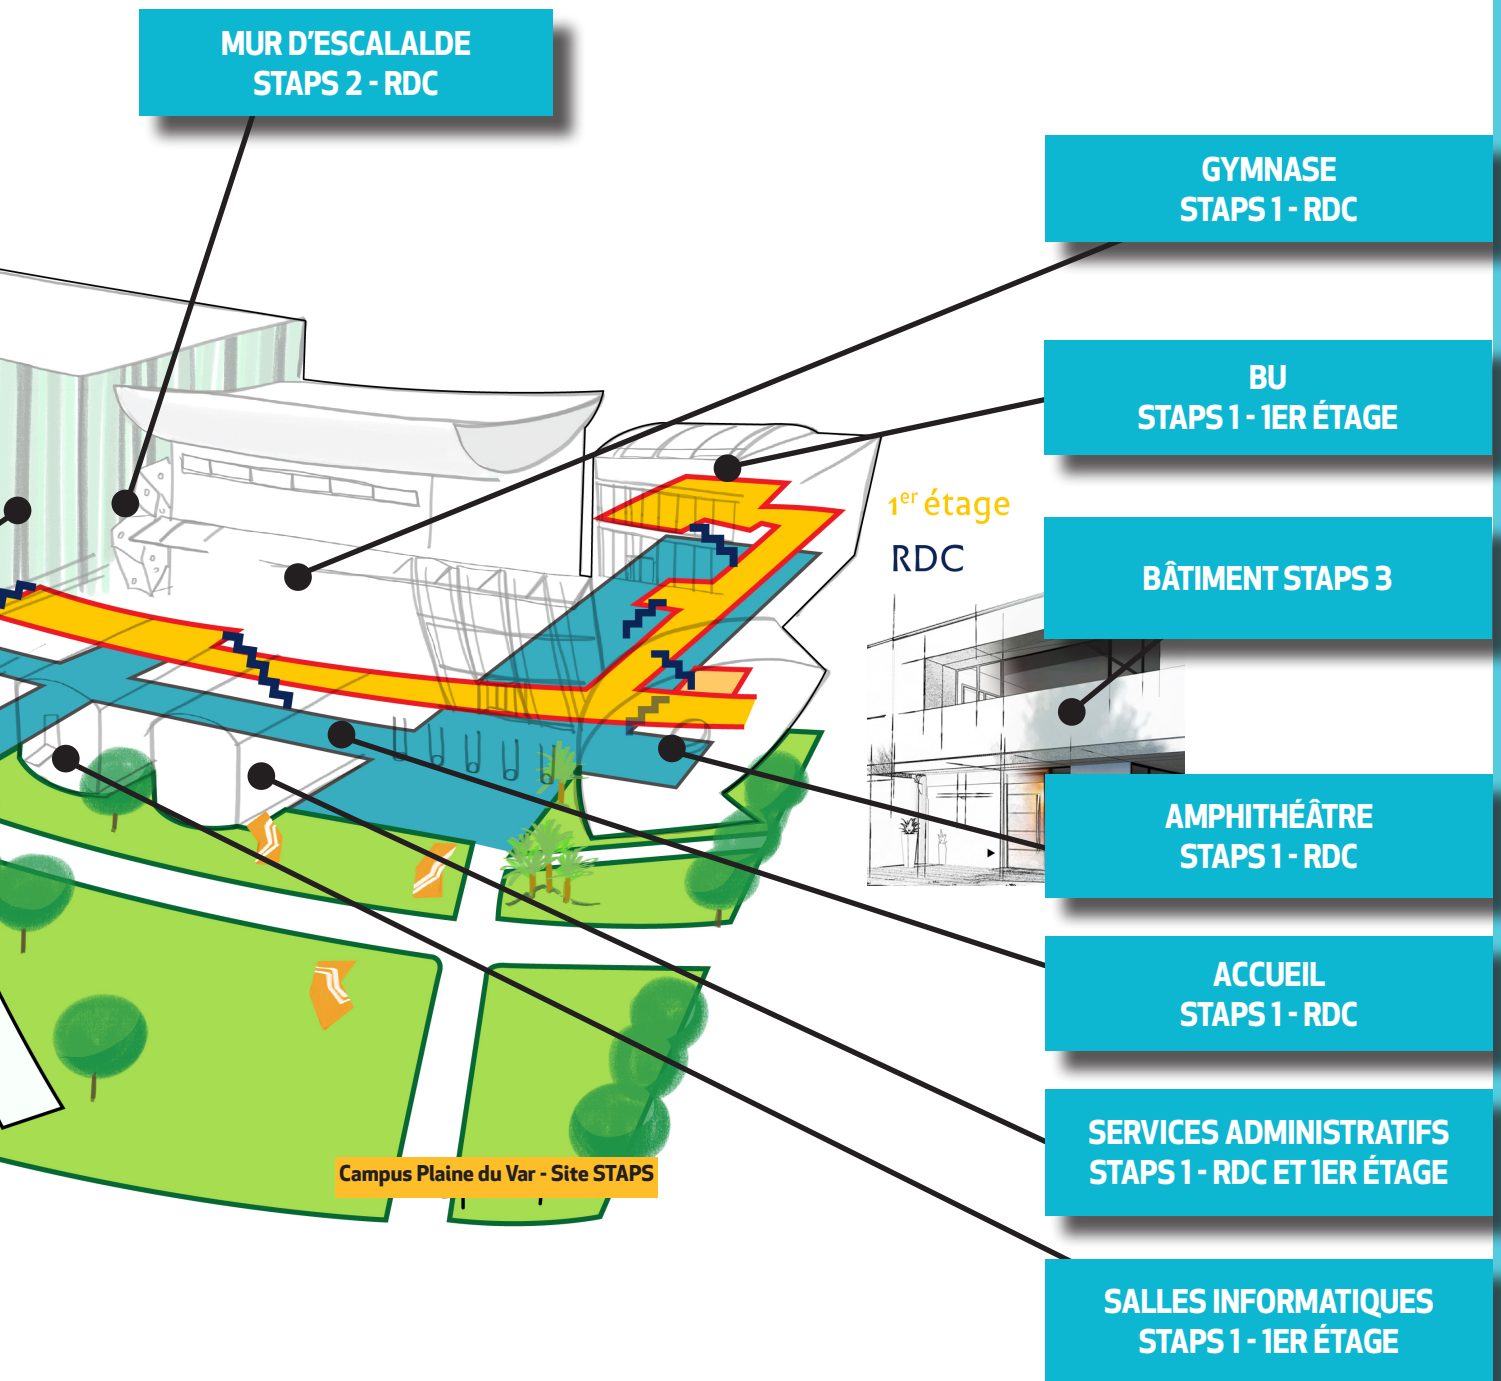 MUR D'ESCALALDE
STAPS 2 - RDC
GYMNASE
STAPS 1 - RDC
BU
STAPS 1 - 1ER ÉTAGE
1er étage
RDC
BÂTIMENT STAPS 3
AMPHITHÉÂTRE
STAPS 1 - RDC
ACCUEIL
STAPS 1 - RDC
SERVICES ADMINISTRATIFS
STAPS 1 - RDC ET 1ER ÉTAGE
Campus Plaine du Var - Site STAPS
SALLES INFORMATIQUES
STAPS 1 - 1ER ÉTAGE